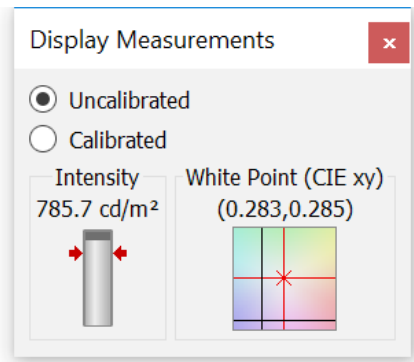 Display Measurements
Uncalibrated
Calibrated
Intensity
785.7 cd/m²
White Point (CIE xy)
(0.283,0.285)